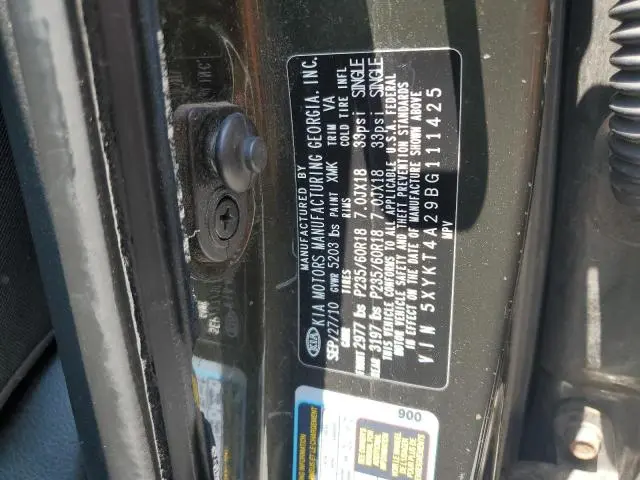 MANUFACTURED BY
KIA KIA MOTORS MANUFACTURING GEORGIA, INC.
SEP/27/10 GVWR 5203 lbs PAINT XMK TRIM VA
GAWR TIRES RIMS COLD TIRE INFL
FRONT 2977 lbs P235/60R18 7.0JX18 33psi SINGLE
REAR 3197 lbs P235/60R18 7.0JX18 33psi SINGLE
THIS VEHICLE CONFORMS TO ALL APPLICABLE U.S.A FEDERAL
MOTOR VEHICLE SAFETY AND THEFT PREVENTION STANDARDS
IN EFFECT ON THE DATE OF MANUFACTURE SHOWN ABOVE
VIN 5XYKT4A29BG111425
MPV
900